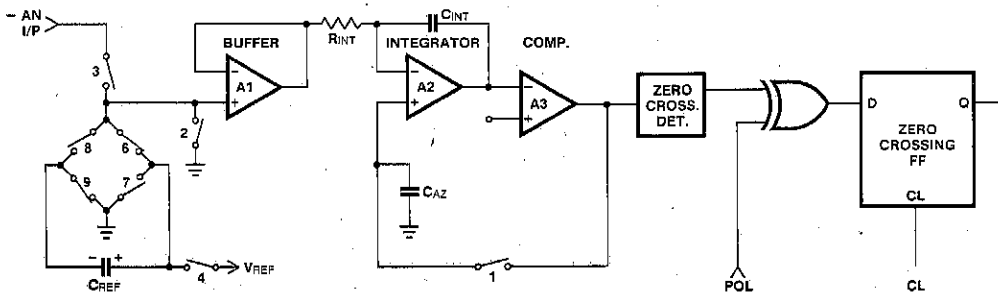 – AN
I/P
3
8
6
9
7
2
– +
CREF
4
VREF
BUFFER
–
A1
+
RINT
CINT
INTEGRATOR
–
A2
+
CAZ
1
COMP.
–
A3
+
ZERO
CROSS.
DET.
POL
D
Q
ZERO
CROSSING
FF
CL
CL